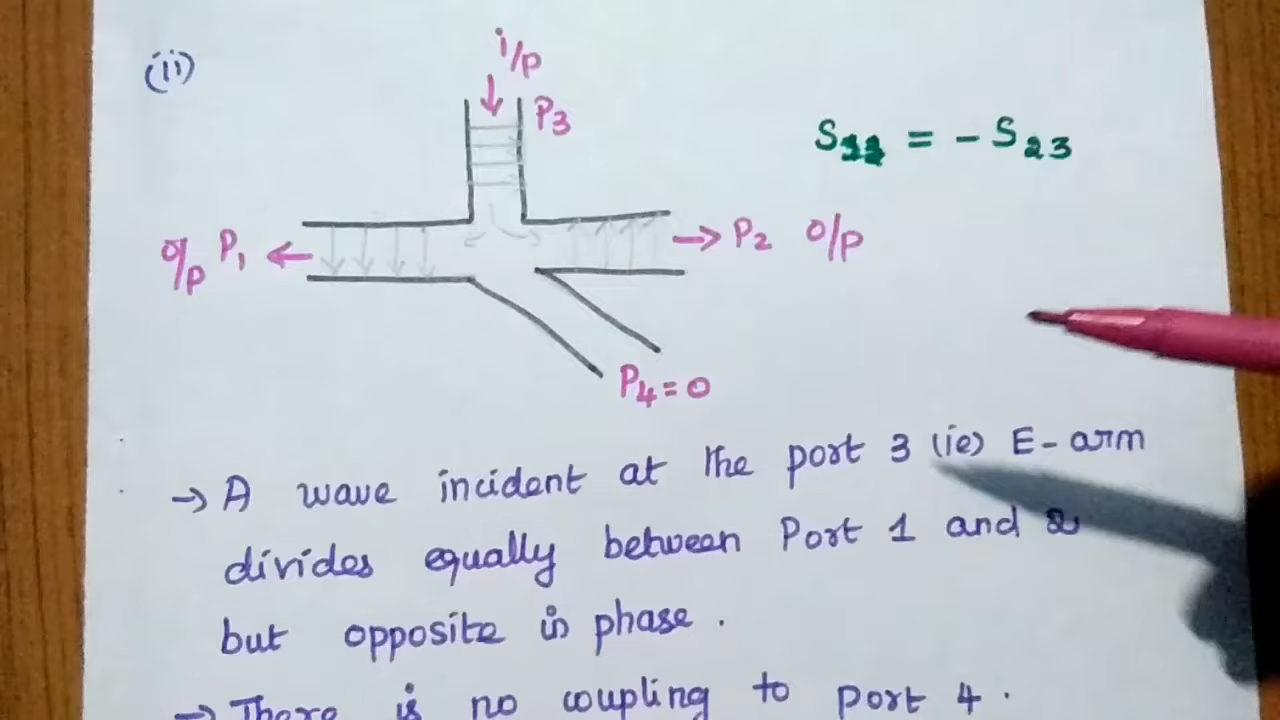 (ii)
i/p
P3
S13 = - S23
o/p P1
P2 o/p
P4 = 0
→ A wave incident at the port 3 (ie) E-arm
divides equally between Port 1 and 2
but opposite in phase .
→ There is no coupling to port 4 .